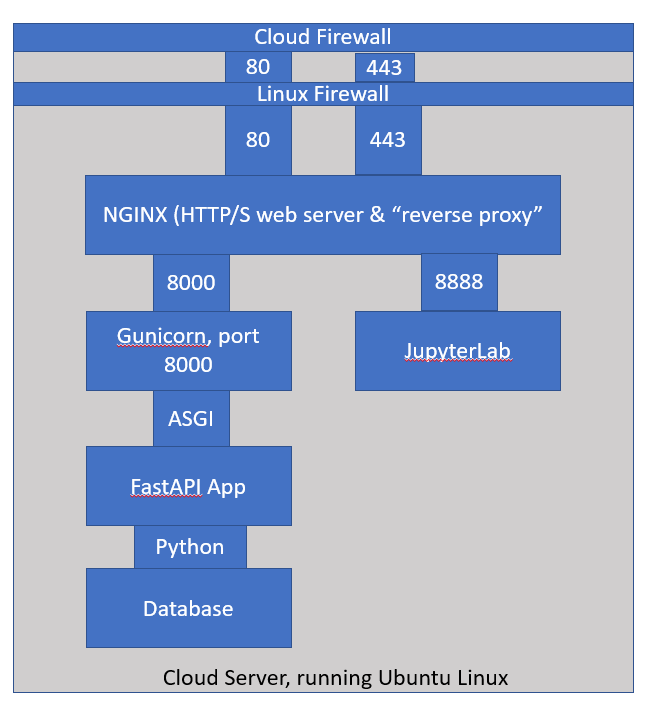 Cloud Firewall
80
443
Linux Firewall
80
443
NGINX (HTTP/S web server & “reverse proxy”
8000
8888
Gunicorn, port
8000
JupyterLab
ASGI
FastAPI App
Python
Database
Cloud Server, running Ubuntu Linux